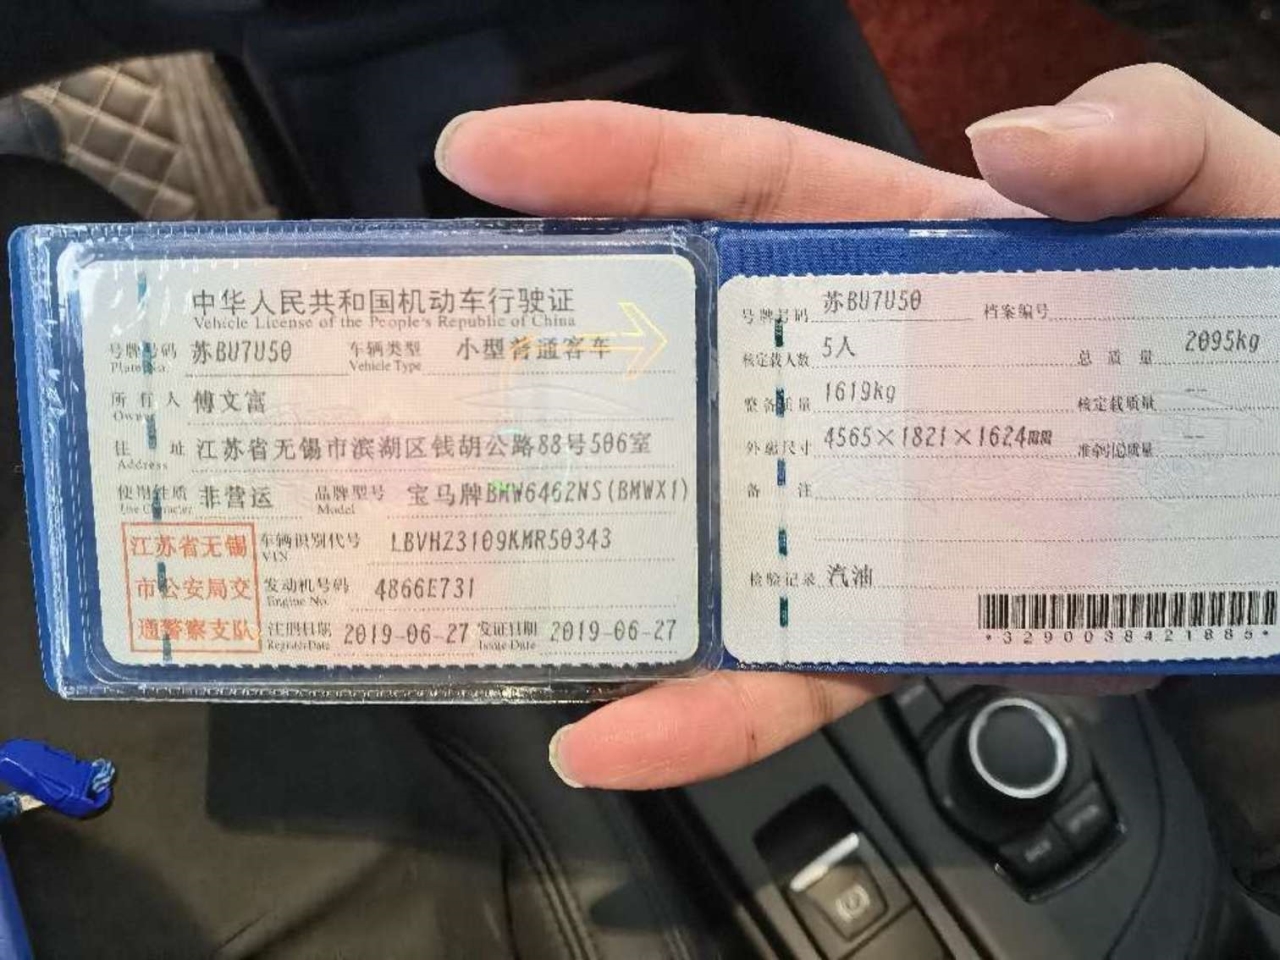 中华人民共和国机动车行驶证
Vehicle License of the People's Republic of China
号牌号码 苏BU7U50 车辆类型 小型普通客车
Plate No. Vehicle Type
所有人 傅文富
Owner
住址 江苏省无锡市滨湖区钱胡公路88号506室
Address
使用性质 非营运 品牌型号 宝马牌BMW6462NS(BMWX1)
Use Character Model
江苏省无锡
市公安局交
通警察支队
车辆识别代号 LBVHZ3109KMR50343
VIN
发动机号码 4866E731
Engine No.
注册日期 2019-06-27 发证日期 2019-06-27
Register Date Issue Date
号牌号码 苏BU7U50 档案编号
核定载人数 5人 总质量 2095kg
整备质量 1619kg 核定载质量 --
外廓尺寸 4565×1821×1624mm 准牵引总质量 --
备注
检验记录 汽油
*3290038421885*